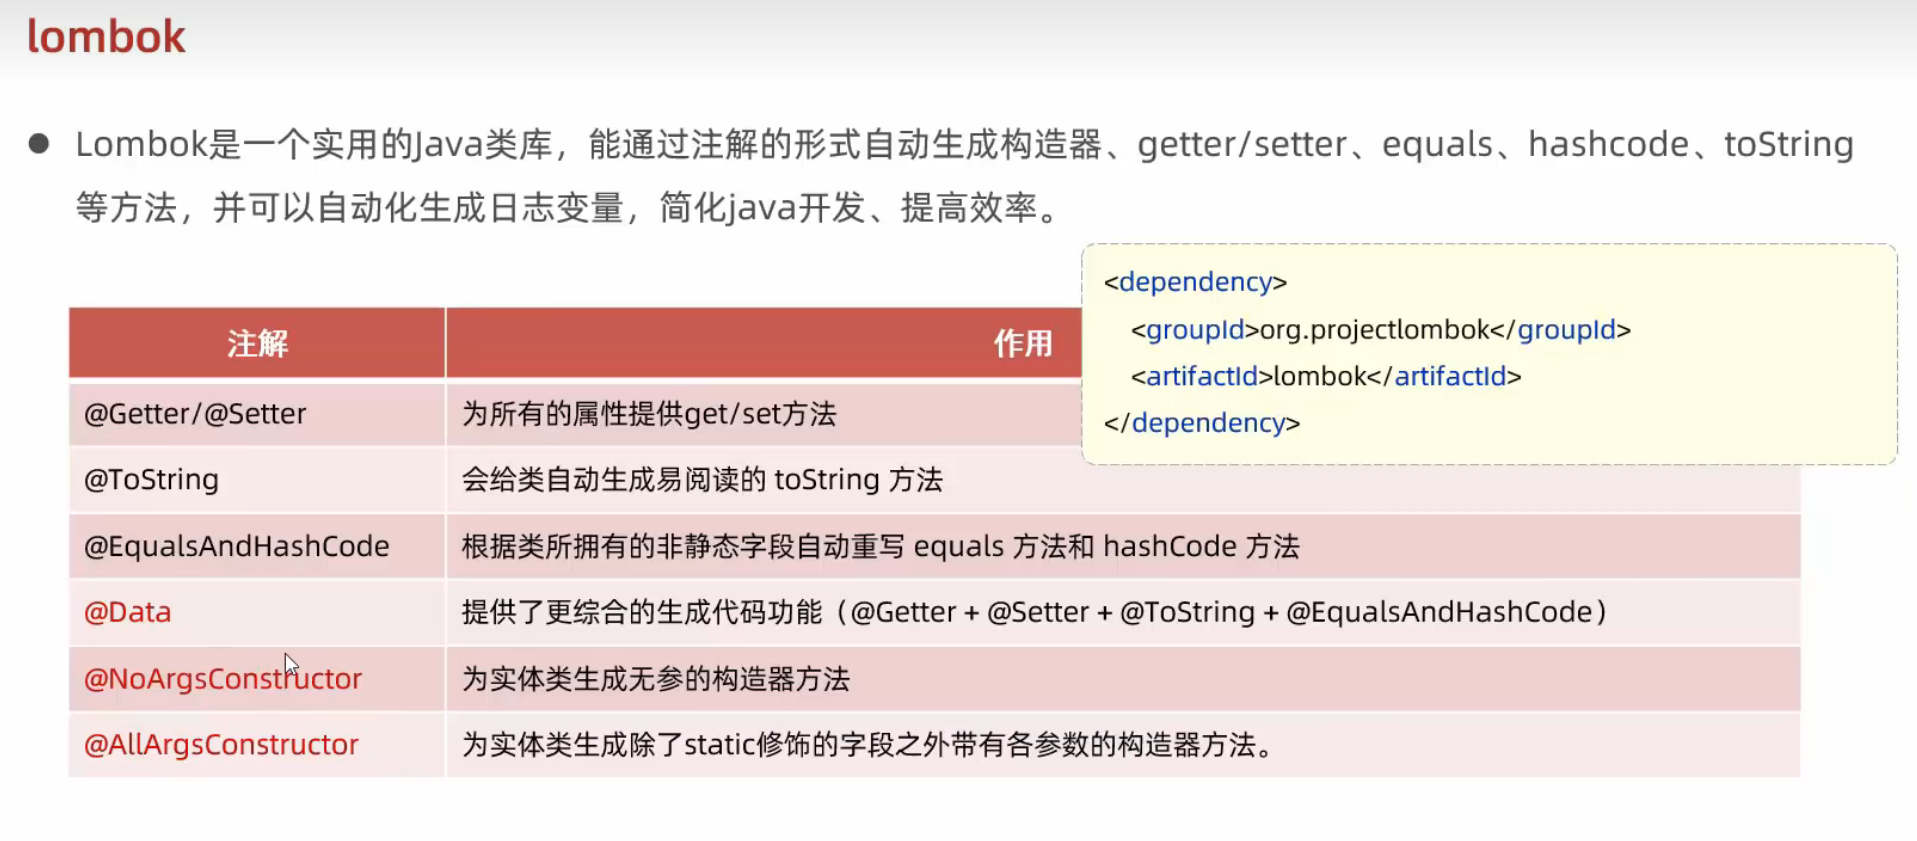 lombok
● Lombok是一个实用的Java类库，能通过注解的形式自动生成构造器、getter/setter、equals、hashcode、toString
等方法，并可以自动化生成日志变量，简化java开发、提高效率。
<dependency>
<groupId>org.projectlombok</groupId>
<artifactId>lombok</artifactId>
</dependency>
注解 作用
@Getter/@Setter 为所有的属性提供get/set方法
@ToString 会给类自动生成易阅读的 toString 方法
@EqualsAndHashCode 根据类所拥有的非静态字段自动重写 equals 方法和 hashCode 方法
@Data 提供了更综合的生成代码功能（@Getter + @Setter + @ToString + @EqualsAndHashCode）
@NoArgsConstructor 为实体类生成无参的构造器方法
@AllArgsConstructor 为实体类生成除了static修饰的字段之外带有各参数的构造器方法。